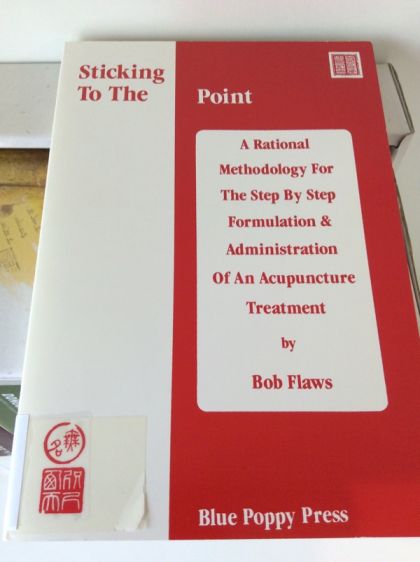 Sticking
To The Point
A Rational
Methodology For
The Step By Step
Formulation &
Administration
Of An Acupuncture
Treatment
by
Bob Flaws
Blue Poppy Press